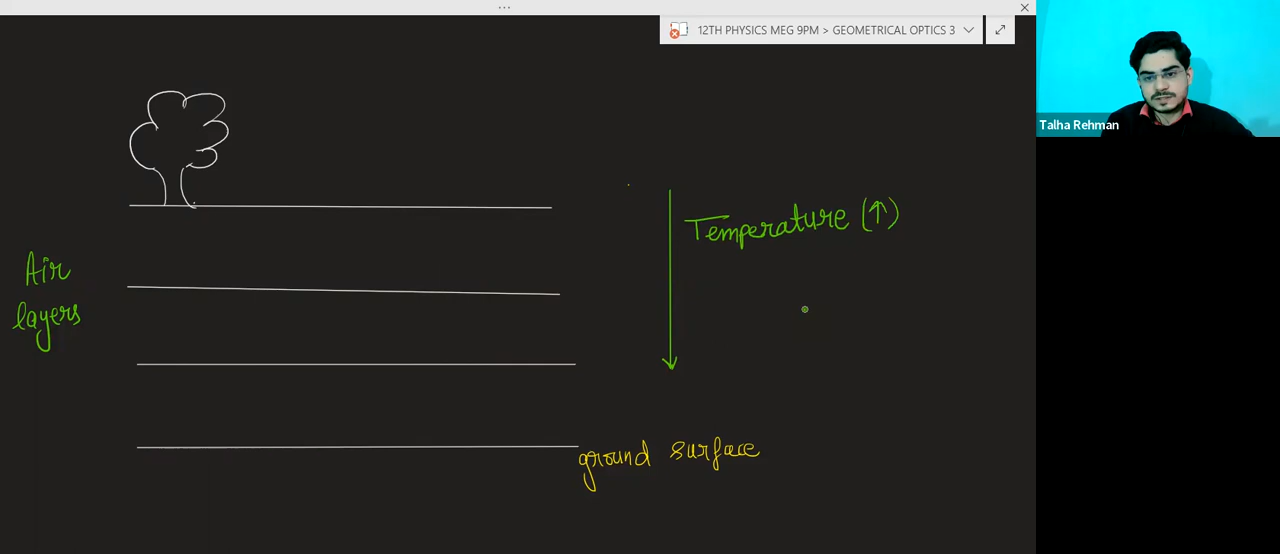 12TH PHYSICS MEG 9PM > GEOMETRICAL OPTICS 3
Talha Rehman
Temperature (↑)
Air
layers
ground surface